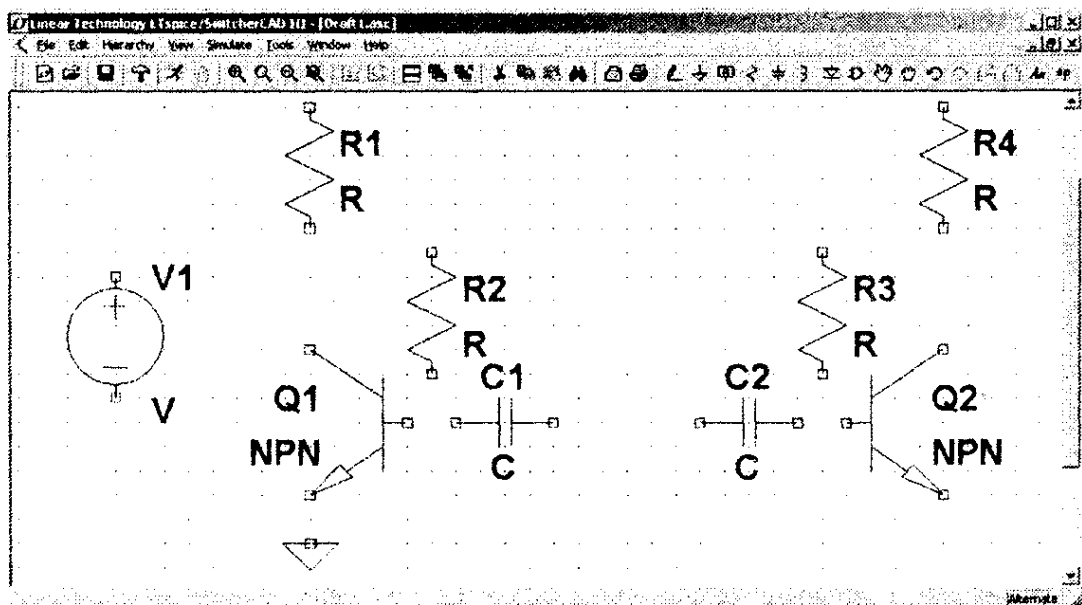 Linear Technology LTspice/SwitcherCAD III - [Draft1.asc]
File Edit Hierarchy View Simulate Tools Window Help
R1
R
R4
R
V1
V
R2
R
R3
R
Q1
NPN
C1
C
C2
C
Q2
NPN
Alternate